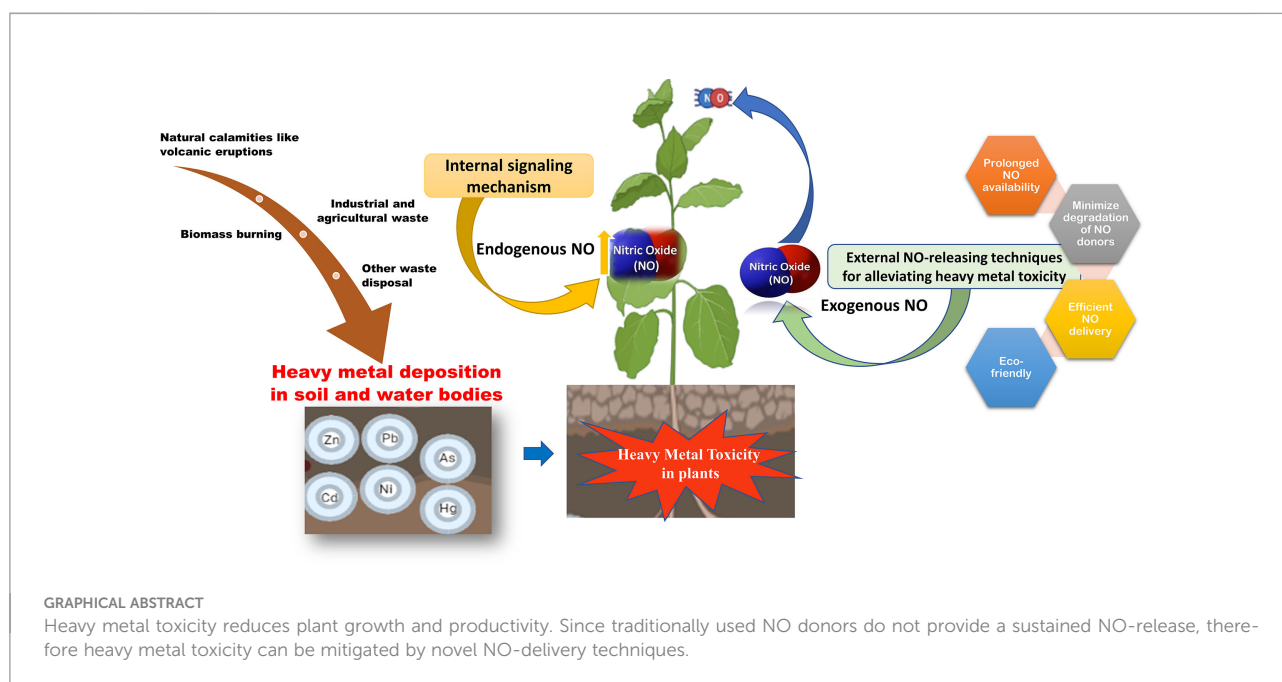 Natural calamities like
volcanic eruptions
Industrial and
agricultural waste
Biomass burning
Other waste
disposal
Heavy metal deposition
in soil and water bodies
Zn
Pb
As
Cd
Ni
Hg
Internal signaling
mechanism
Endogenous NO
Nitric Oxide
(NO)
N O
Nitric Oxide
(NO)
Exogenous NO
External NO-releasing techniques
for alleviating heavy metal toxicity
Prolonged
NO
availability
Minimize
degradation
of NO
donors
Efficient
NO
delivery
Eco-
friendly
Heavy Metal Toxicity
in plants
GRAPHICAL ABSTRACT
Heavy metal toxicity reduces plant growth and productivity. Since traditionally used NO donors do not provide a sustained NO-release, there-
fore heavy metal toxicity can be mitigated by novel NO-delivery techniques.